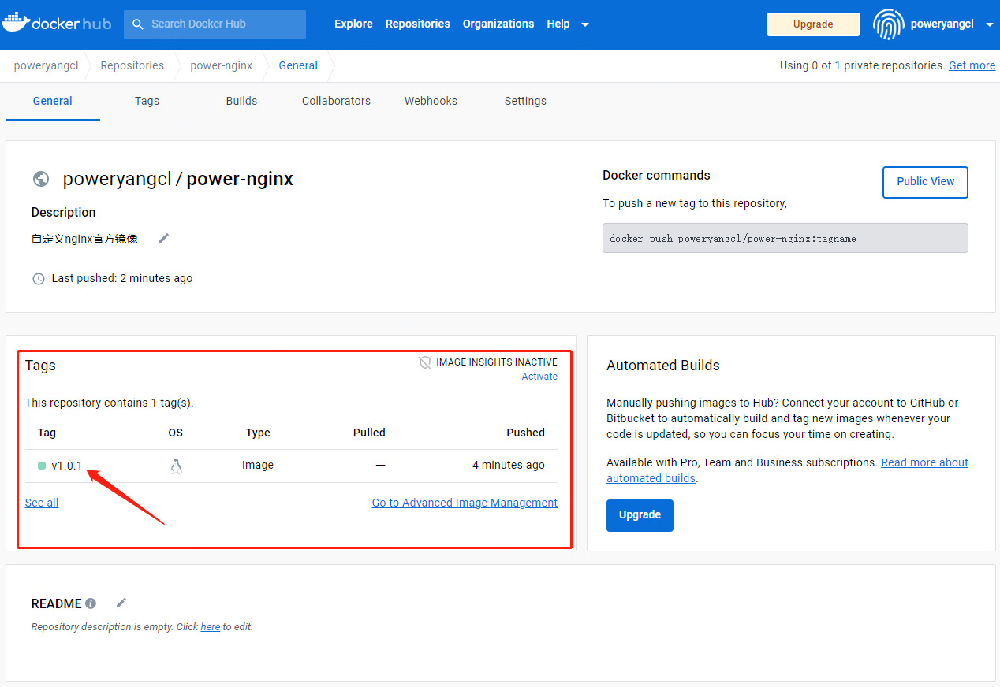 docker hub
Search Docker Hub
Explore Repositories Organizations Help
Upgrade
poweryangcl
poweryangcl Repositories power-nginx General
Using 0 of 1 private repositories. Get more
General Tags Builds Collaborators Webhooks Settings
poweryangcl / power-nginx
Description
自定义nginx官方镜像
Last pushed: 2 minutes ago
Docker commands
Public View
To push a new tag to this repository,
docker push poweryangcl/power-nginx:tagname
Tags
IMAGE INSIGHTS INACTIVE
Activate
This repository contains 1 tag(s).
Tag OS Type Pulled Pushed
v1.0.1 Image --- 4 minutes ago
See all Go to Advanced Image Management
Automated Builds
Manually pushing images to Hub? Connect your account to GitHub or
Bitbucket to automatically build and tag new images whenever your
code is updated, so you can focus your time on creating.
Available with Pro, Team and Business subscriptions. Read more about
automated builds.
Upgrade
README
Repository description is empty. Click here to edit.